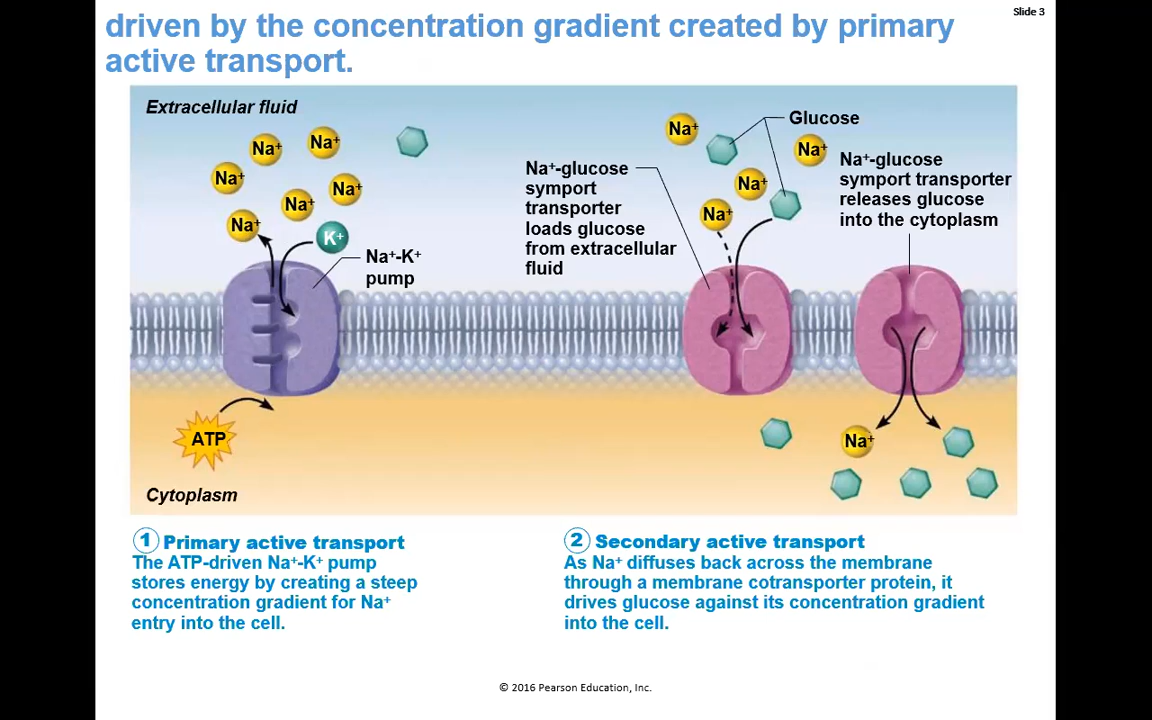 Slide 3
driven by the concentration gradient created by primary
active transport.
Extracellular fluid
Na⁺
Na⁺
Na⁺
Na⁺
Na⁺
Na⁺
K⁺
Na⁺-K⁺
pump
ATP
Cytoplasm
Na⁺-glucose
symport
transporter
loads glucose
from extracellular
fluid
Na⁺
Glucose
Na⁺
Na⁺
Na⁺
Na⁺-glucose
symport transporter
releases glucose
into the cytoplasm
Na⁺
1 Primary active transport
The ATP-driven Na⁺-K⁺ pump
stores energy by creating a steep
concentration gradient for Na⁺
entry into the cell.
2 Secondary active transport
As Na⁺ diffuses back across the membrane
through a membrane cotransporter protein, it
drives glucose against its concentration gradient
into the cell.
© 2016 Pearson Education, Inc.